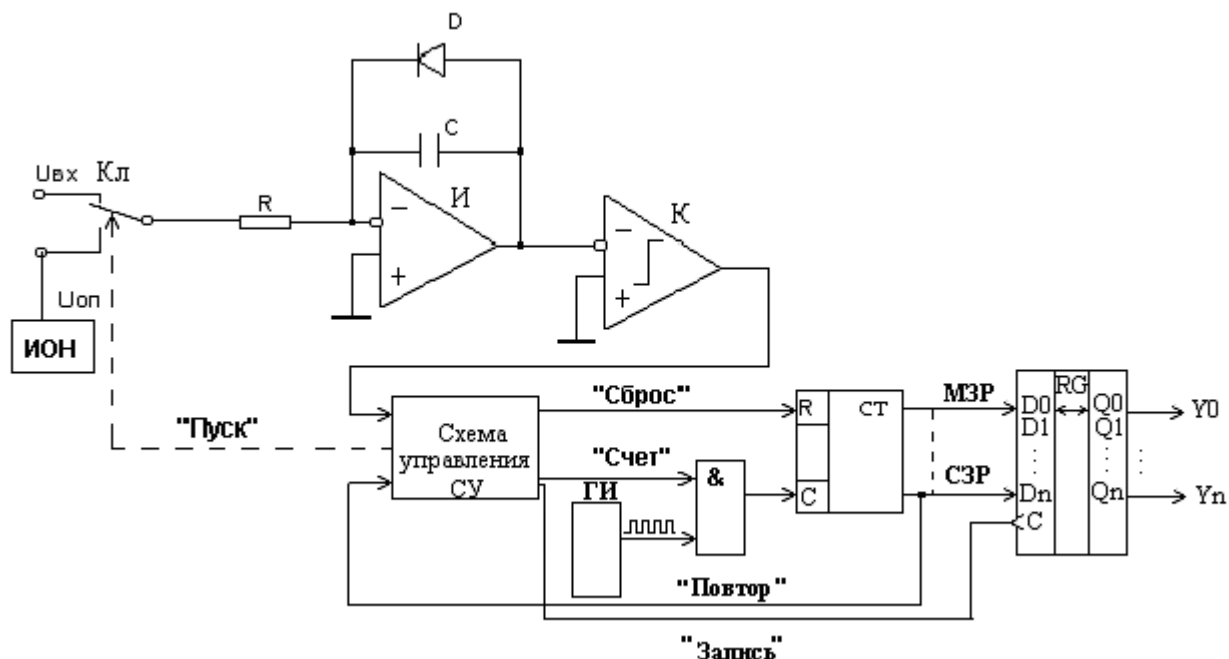 D
C
Uвх
Кл
R
И
К
−
+
−
+
Uоп
ИОН
"Пуск"
Схема
управления
СУ
"Сброс"
"Счет"
ГИ
&
R
CT
C
МЗР
СЗР
D0
D1
Dn
C
RG
Q0
Q1
Qn
Y0
Yn
"Повтор"
"Запись"